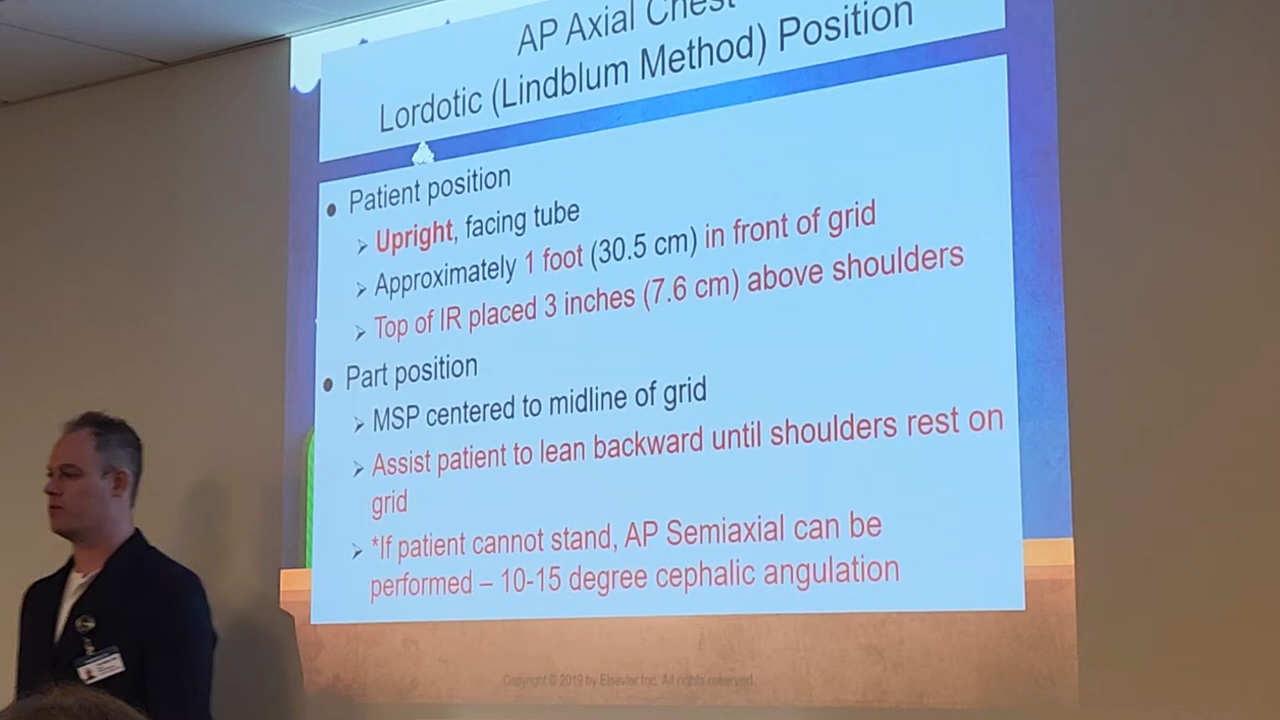 AP Axial Chest
Lordotic (Lindblum Method) Position
• Patient position
➢ Upright, facing tube
➢ Approximately 1 foot (30.5 cm) in front of grid
➢ Top of IR placed 3 inches (7.6 cm) above shoulders
• Part position
➢ MSP centered to midline of grid
➢ Assist patient to lean backward until shoulders rest on
grid
➢ *If patient cannot stand, AP Semiaxial can be
performed – 10-15 degree cephalic angulation
Copyright © 2019 by Elsevier Inc. All rights reserved.